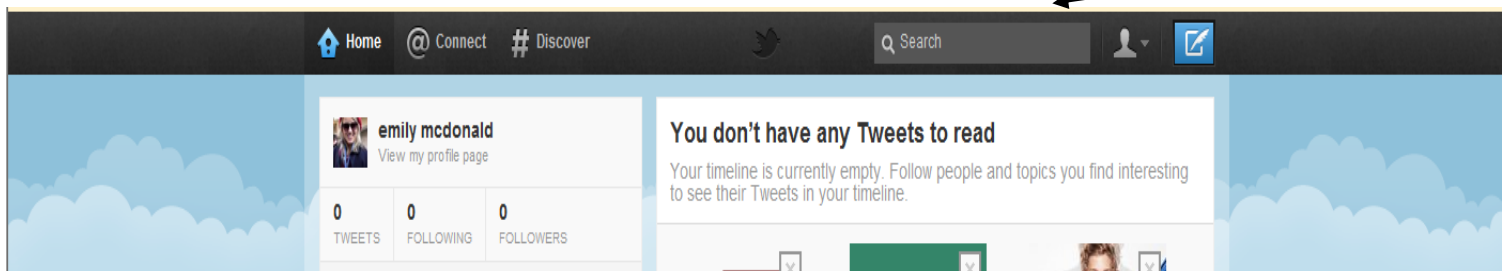 Home @ Connect # Discover Search
emily mcdonald
View my profile page
0 0 0
TWEETS FOLLOWING FOLLOWERS
You don't have any Tweets to read
Your timeline is currently empty. Follow people and topics you find interesting
to see their Tweets in your timeline.